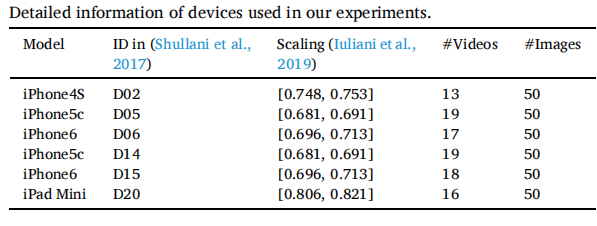 Detailed information of devices used in our experiments.
Model ID in (Shullani et al., 2017) Scaling (Iuliani et al., 2019) #Videos #Images
iPhone4S D02 [0.748, 0.753] 13 50
iPhone5c D05 [0.681, 0.691] 19 50
iPhone6 D06 [0.696, 0.713] 17 50
iPhone5c D14 [0.681, 0.691] 19 50
iPhone6 D15 [0.696, 0.713] 18 50
iPad Mini D20 [0.806, 0.821] 16 50